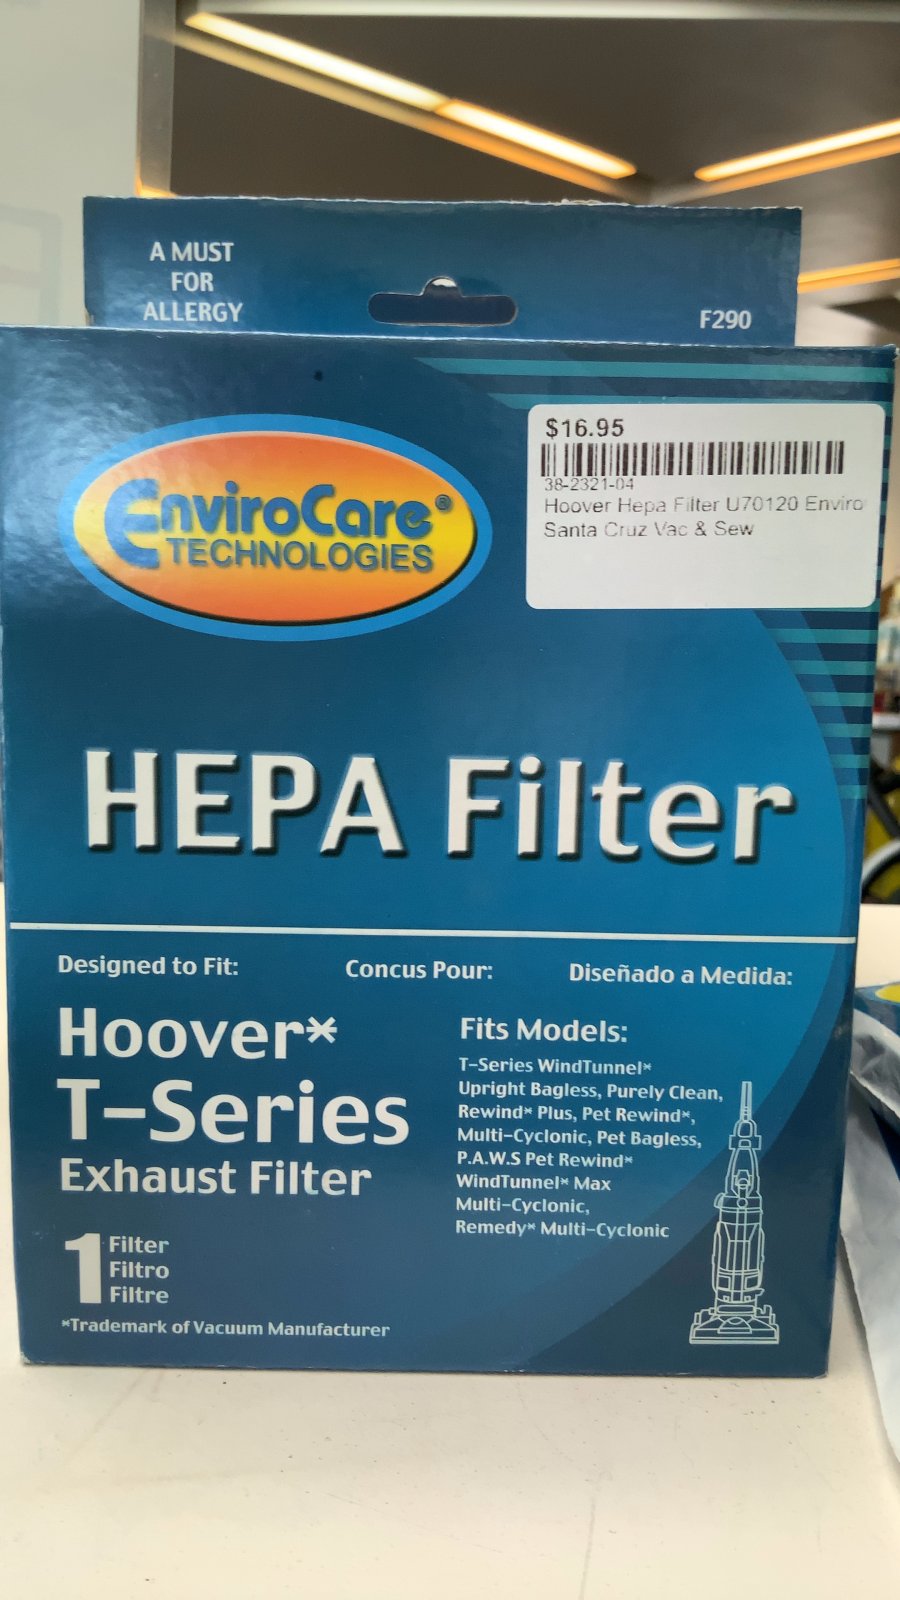 A MUST
FOR
ALLERGY
F290
$16.95
38-2321-04
Hoover Hepa Filter U70120 Enviro
Santa Cruz Vac & Sew
EnviroCare®
TECHNOLOGIES
HEPA Filter
Designed to Fit:
Concus Pour:
Diseñado a Medida:
Hoover*
T-Series
Exhaust Filter
1 Filter
Filtro
Filtre
*Trademark of Vacuum Manufacturer
Fits Models:
T-Series WindTunnel*
Upright Bagless, Purely Clean,
Rewind* Plus, Pet Rewind*,
Multi-Cyclonic, Pet Bagless,
P.A.W.S Pet Rewind*
WindTunnel* Max
Multi-Cyclonic,
Remedy* Multi-Cyclonic